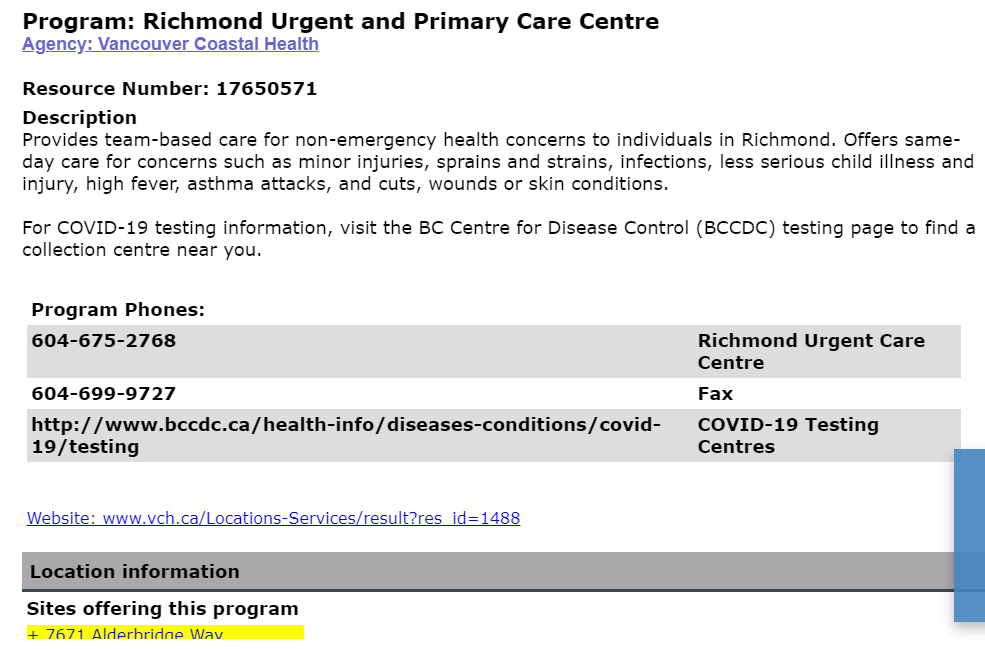 Program: Richmond Urgent and Primary Care Centre
Agency: Vancouver Coastal Health
Resource Number: 17650571
Description
Provides team-based care for non-emergency health concerns to individuals in Richmond. Offers same-
day care for concerns such as minor injuries, sprains and strains, infections, less serious child illness and
injury, high fever, asthma attacks, and cuts, wounds or skin conditions.
For COVID-19 testing information, visit the BC Centre for Disease Control (BCCDC) testing page to find a
collection centre near you.
Program Phones:
604-675-2768 Richmond Urgent Care
Centre
604-699-9727 Fax
http://www.bccdc.ca/health-info/diseases-conditions/covid- COVID-19 Testing
19/testing Centres
Website: www.vch.ca/Locations-Services/result?res_id=1488
Location information
Sites offering this program
+ 7671 Alderbridge Way